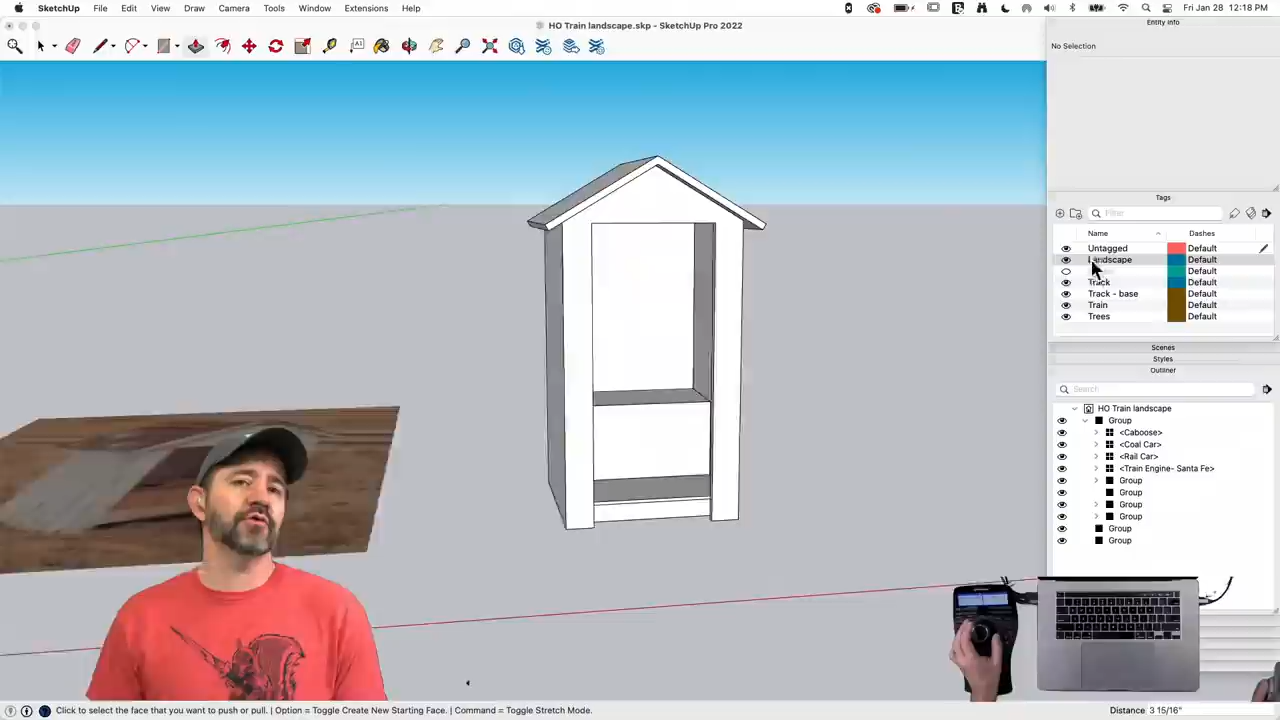 SketchUp File Edit View Draw Camera Tools Window Extensions Help Fri Jan 28 12:18 PM
HO Train landscape.skp - SketchUp Pro 2022
Entity Info
No Selection
Tags
Filter
Name Dashes
Untagged Default
Landscape Default
Default
Track Default
Track - base Default
Train Default
Trees Default
Scenes
Styles
Outliner
Search
HO Train landscape
Group
<Caboose>
<Coal Car>
<Rail Car>
<Train Engine- Santa Fe>
Group
Group
Group
Group
Group
Group
Click to select the face that you want to push or pull. | Option = Toggle Create New Starting Face. | Command = Toggle Stretch Mode. Distance: 3 15/16"